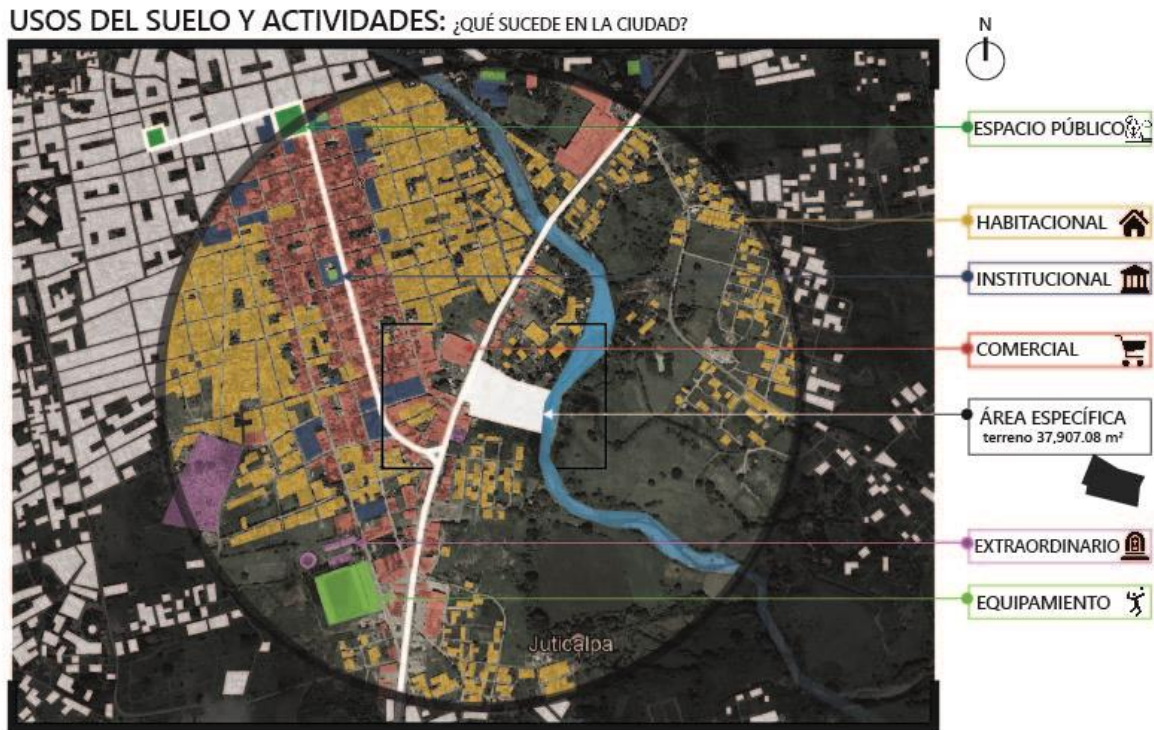 USOS DEL SUELO Y ACTIVIDADES: ¿QUÉ SUCEDE EN LA CIUDAD?
N
ESPACIO PÚBLICO
HABITACIONAL
INSTITUCIONAL
COMERCIAL
ÁREA ESPECÍFICA
terreno 37,907.08 m²
EXTRAORDINARIO
EQUIPAMIENTO
Juticalpa